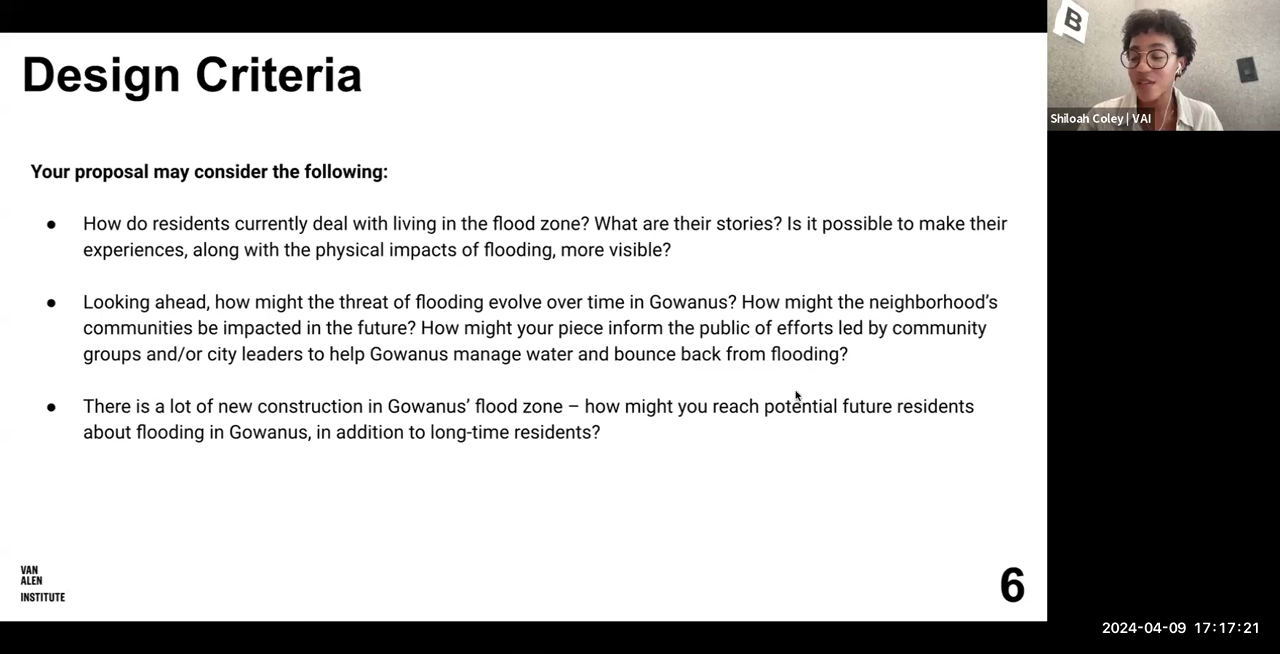 Design Criteria
B
Shiloah Coley | VAI
Your proposal may consider the following:
● How do residents currently deal with living in the flood zone? What are their stories? Is it possible to make their
experiences, along with the physical impacts of flooding, more visible?
● Looking ahead, how might the threat of flooding evolve over time in Gowanus? How might the neighborhood’s
communities be impacted in the future? How might your piece inform the public of efforts led by community
groups and/or city leaders to help Gowanus manage water and bounce back from flooding?
● There is a lot of new construction in Gowanus’ flood zone – how might you reach potential future residents
about flooding in Gowanus, in addition to long-time residents?
VAN
ALEN
INSTITUTE
6
2024-04-09 17:17:21